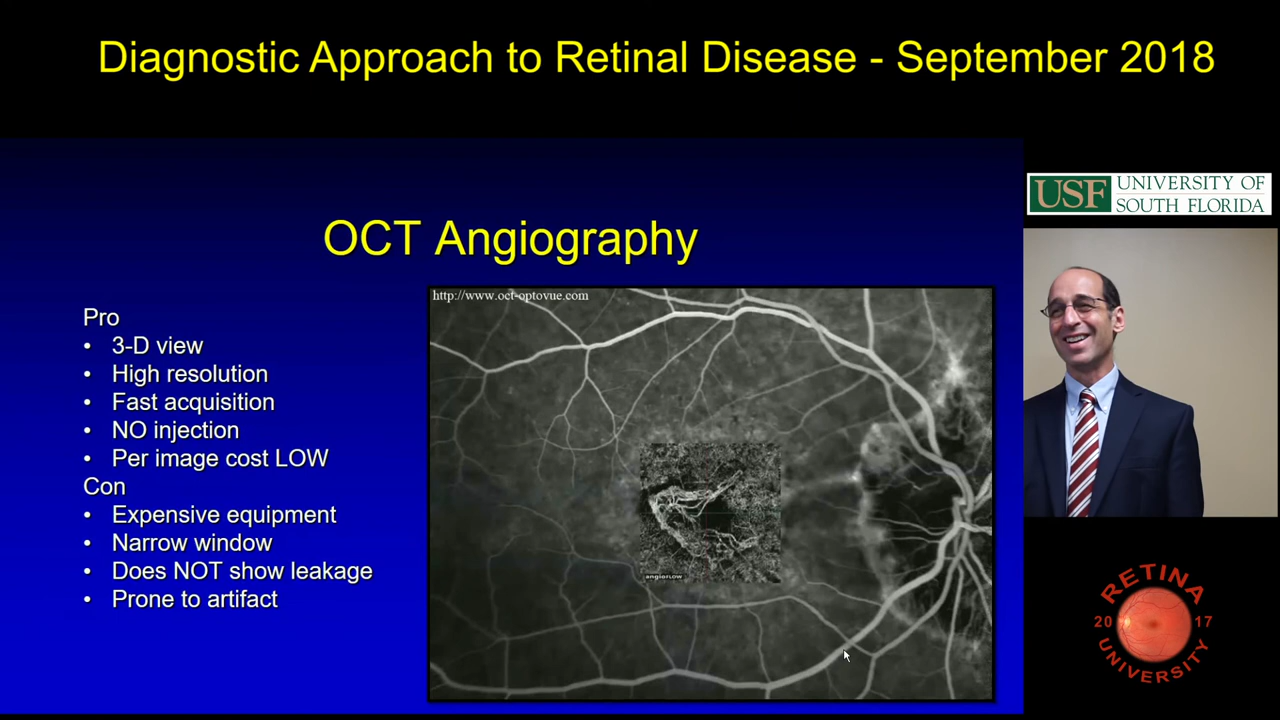 Diagnostic Approach to Retinal Disease - September 2018
USF
UNIVERSITY OF
SOUTH FLORIDA
OCT Angiography
http://www.oct-optovue.com
Pro
• 3-D view
• High resolution
• Fast acquisition
• NO injection
• Per image cost LOW
Con
• Expensive equipment
• Narrow window
• Does NOT show leakage
• Prone to artifact
angioFLOW
RETINA
20 17
UNIVERSITY